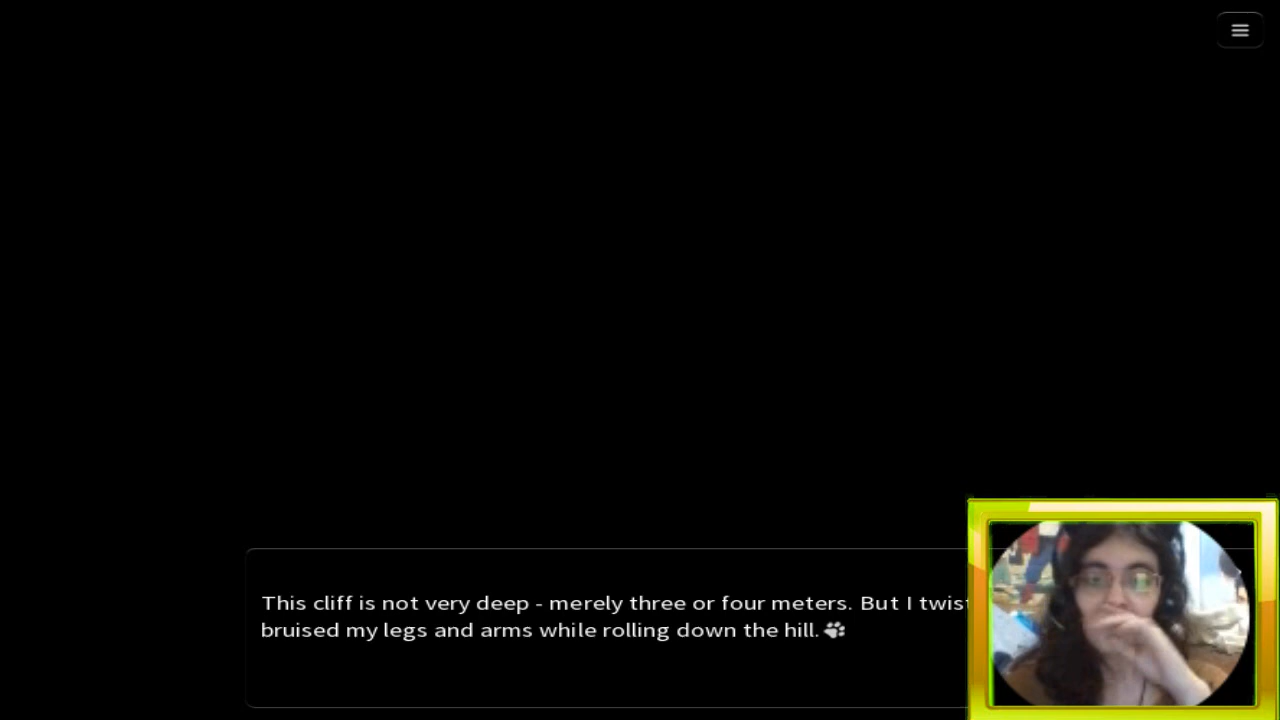 This cliff is not very deep - merely three or four meters. But I twist
bruised my legs and arms while rolling down the hill.